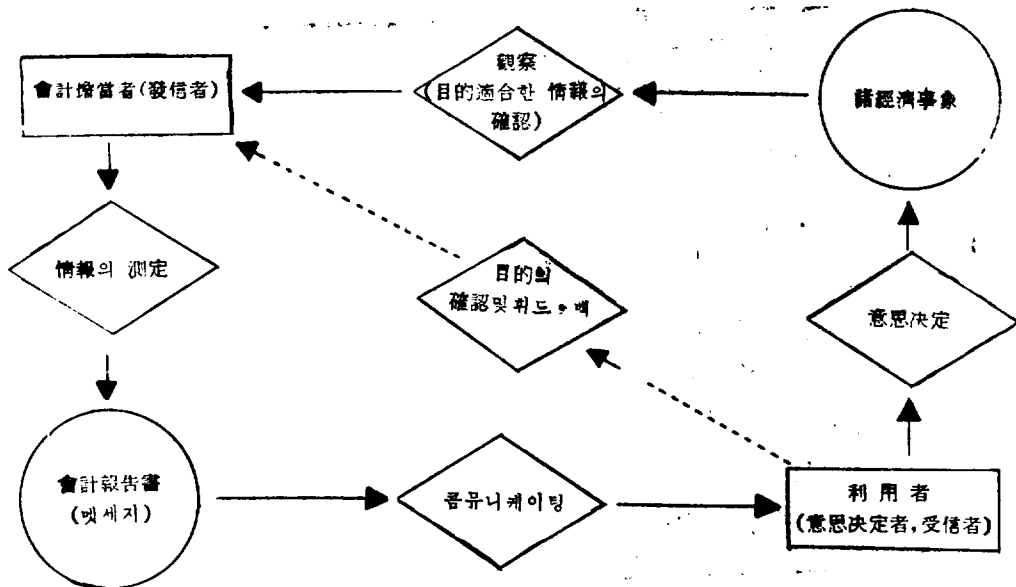 觀察
(目的適合한 情報의
確認)
會計擔當者(發信者)
諸經濟事象
情報의 測定
目的의
確認및휘드·백
意思決定
會計報告書
(멧세지)
콤뮤니케이팅
利用者
(意思決定者, 受信者)